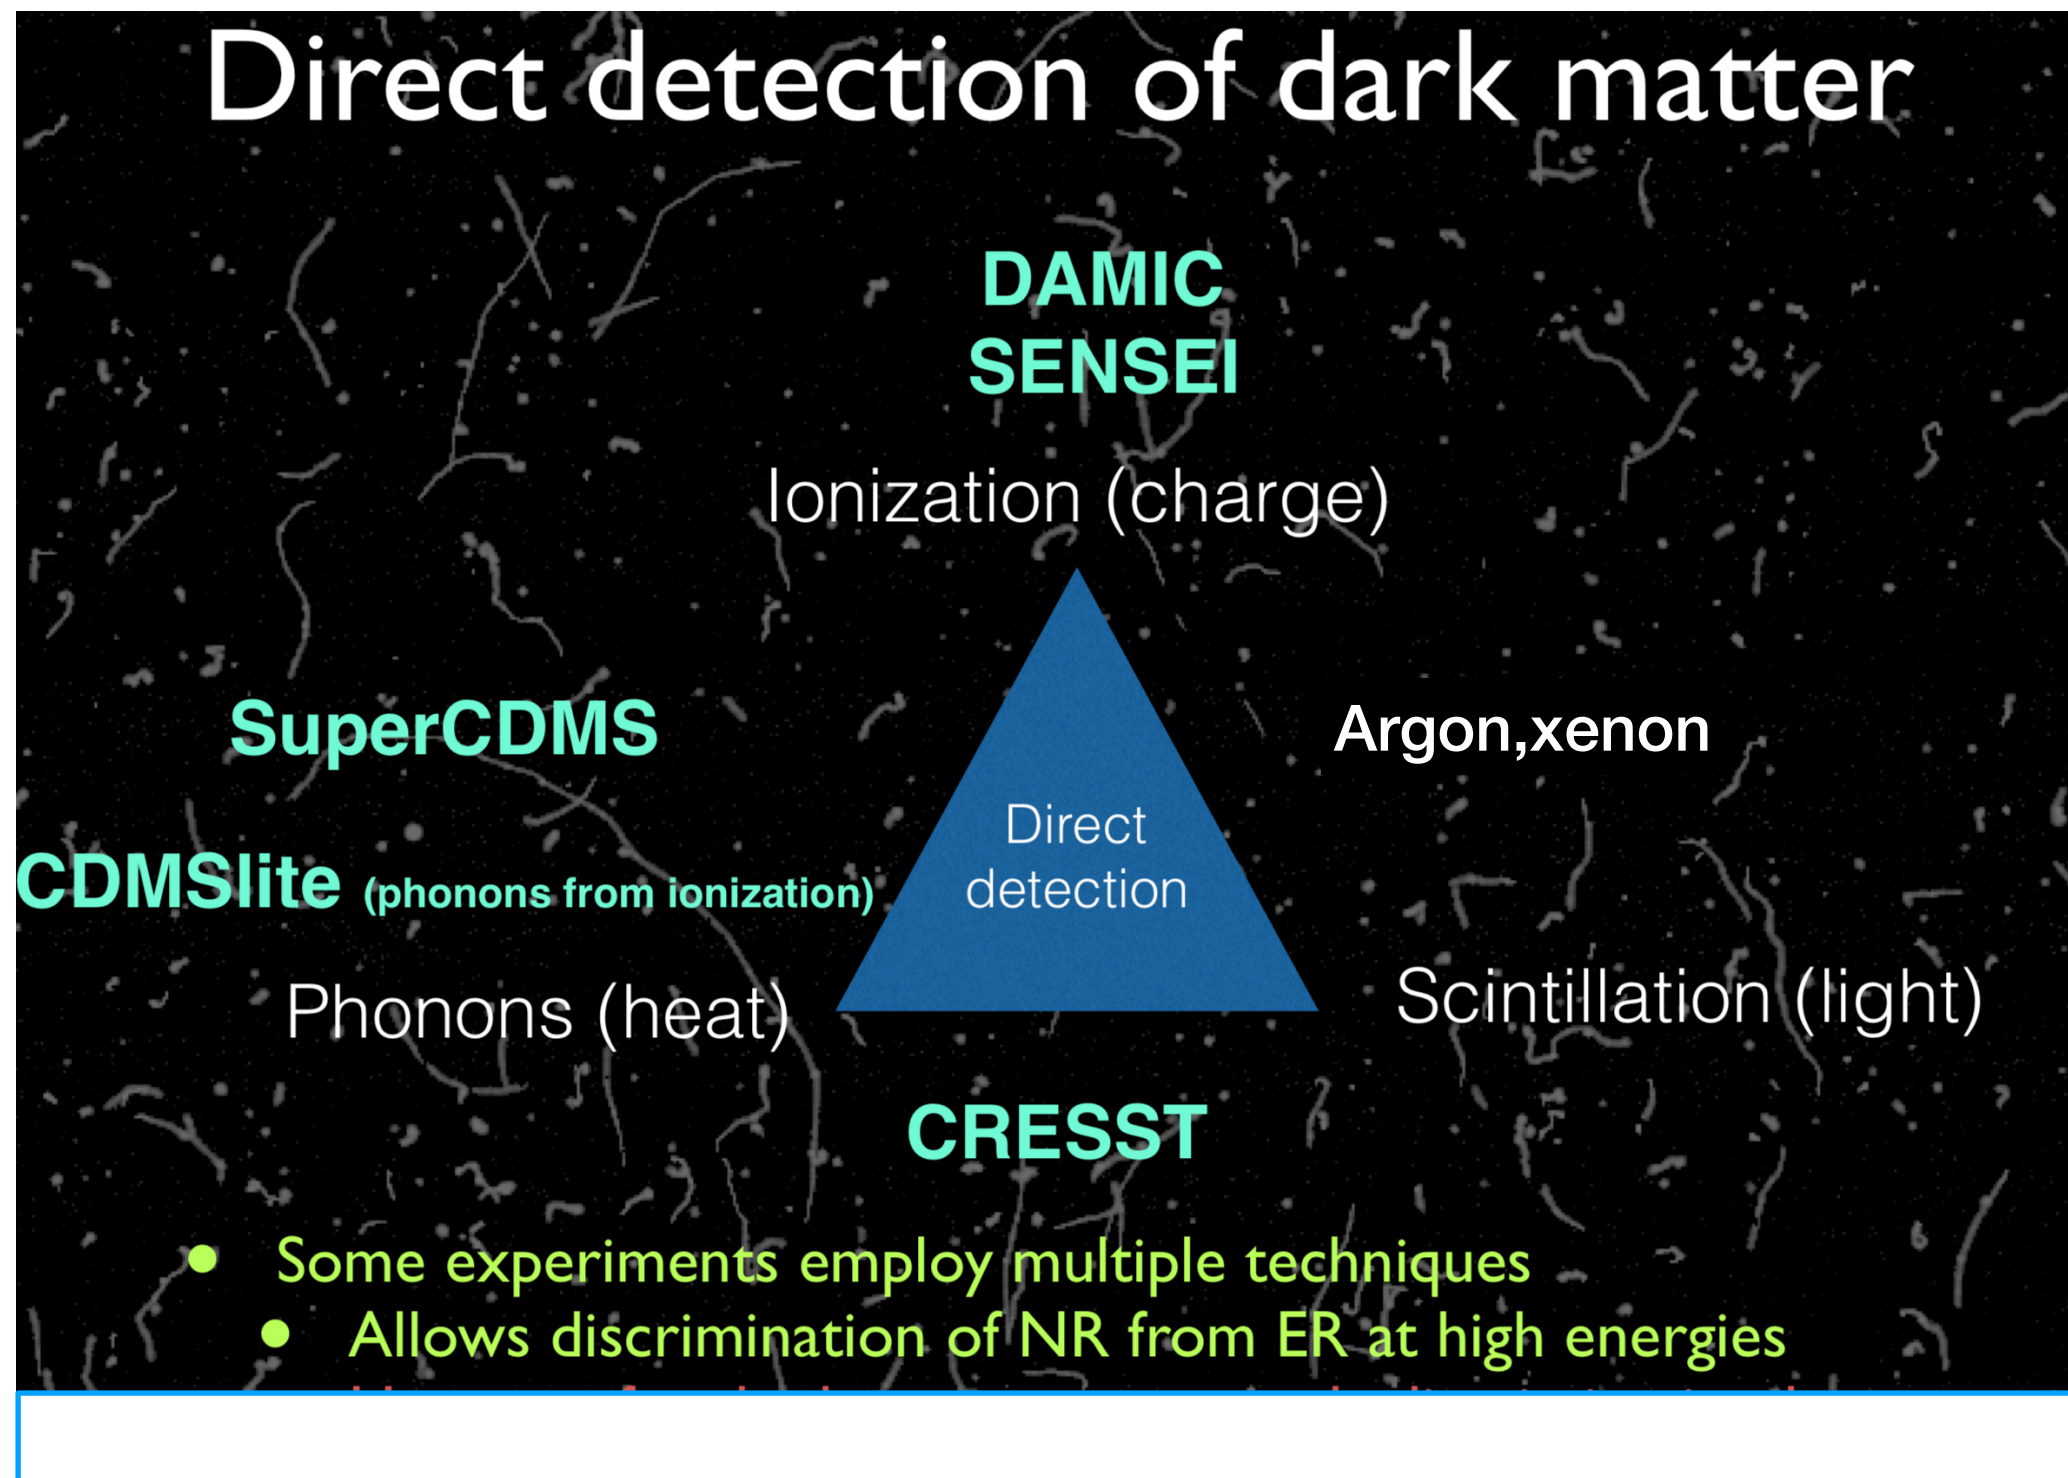 Direct detection of dark matter
DAMIC
SENSEI
Ionization (charge)
SuperCDMS
Argon,xenon
Direct
detection
CDMSlite (phonons from ionization)
Phonons (heat)
Scintillation (light)
CRESST
● Some experiments employ multiple techniques
● Allows discrimination of NR from ER at high energies